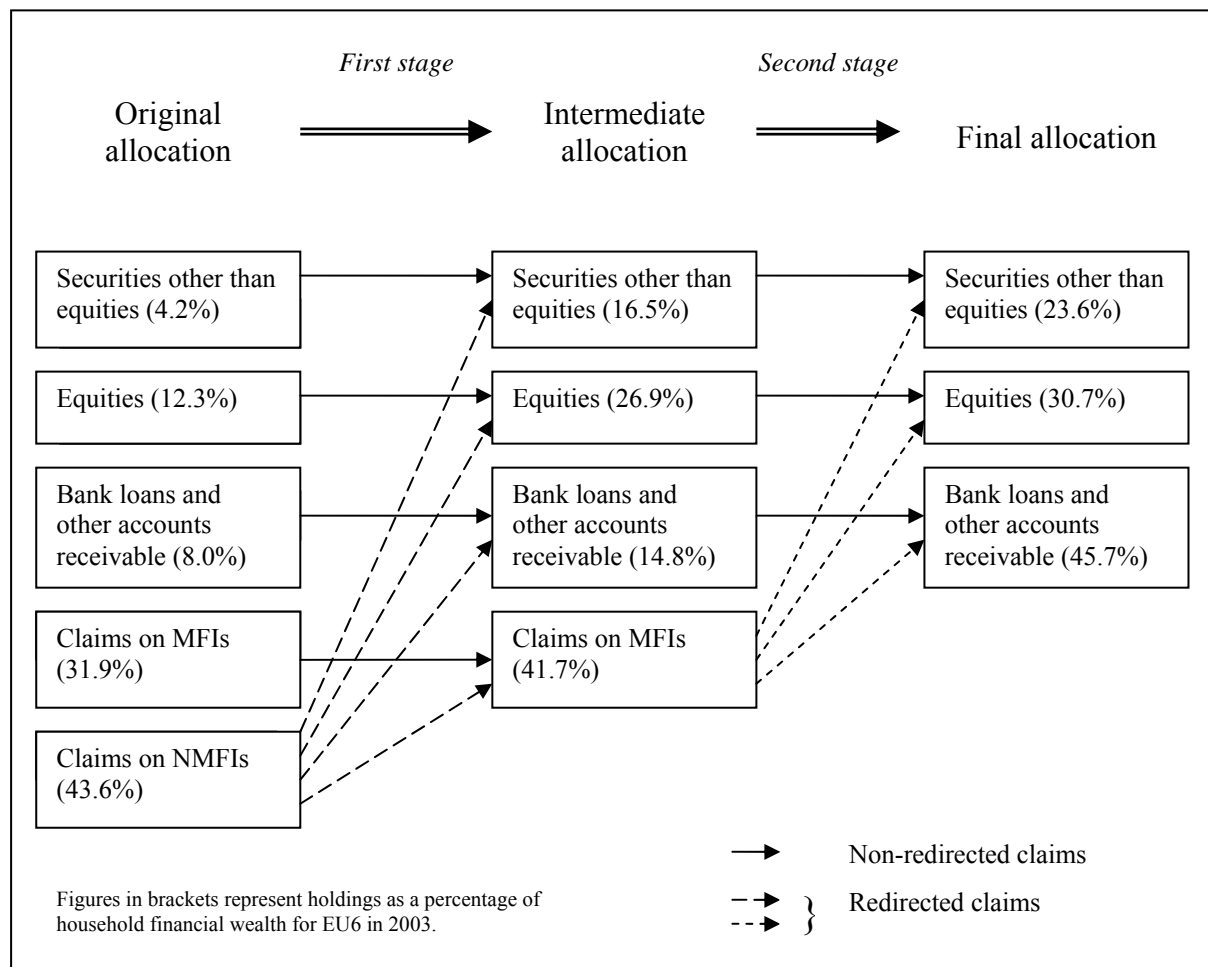 First stage
Second stage
Original
allocation
Intermediate
allocation
Final allocation
Securities other than
equities (4.2%)
Securities other than
equities (16.5%)
Securities other than
equities (23.6%)
Equities (12.3%)
Equities (26.9%)
Equities (30.7%)
Bank loans and
other accounts
receivable (8.0%)
Bank loans and
other accounts
receivable (14.8%)
Bank loans and
other accounts
receivable (45.7%)
Claims on MFIs
(31.9%)
Claims on MFIs
(41.7%)
Claims on NMFIs
(43.6%)
Non-redirected claims
Redirected claims
Figures in brackets represent holdings as a percentage of
household financial wealth for EU6 in 2003.